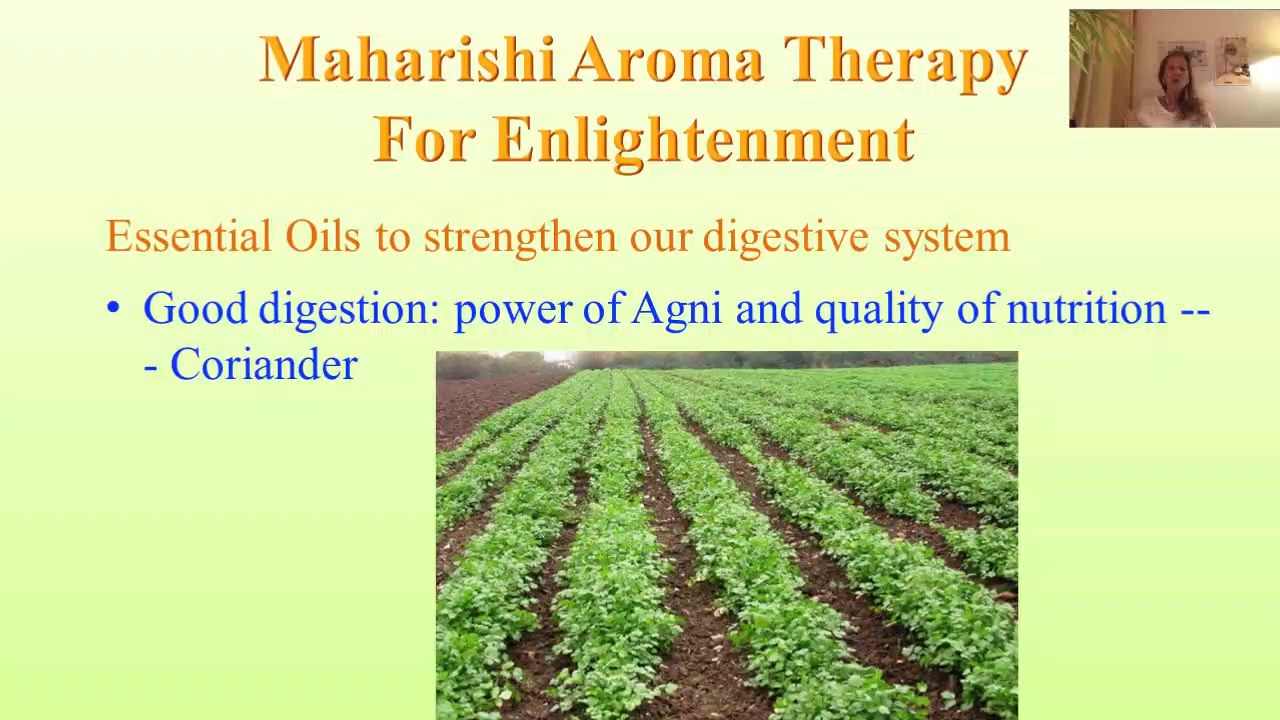 Maharishi Aroma Therapy
For Enlightenment
Essential Oils to strengthen our digestive system
• Good digestion: power of Agni and quality of nutrition --
- Coriander